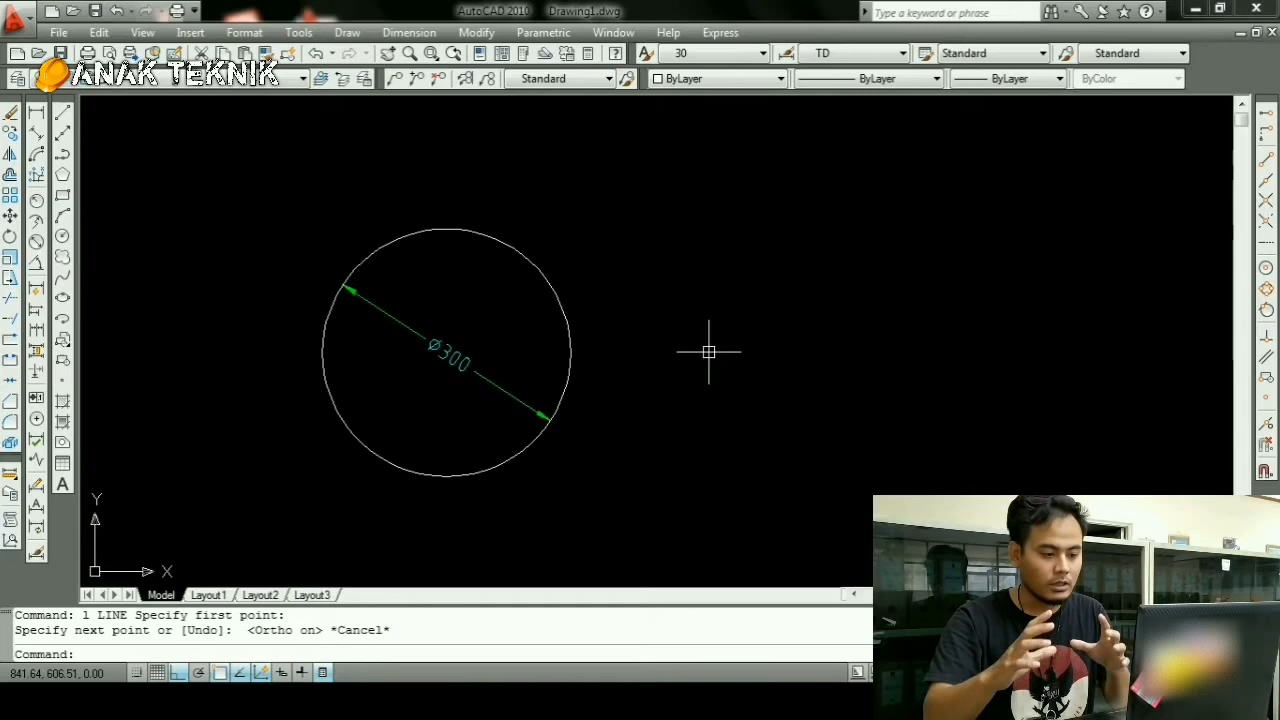 AutoCAD 2010 Drawing1.dwg
Type a keyword or phrase
File Edit View Insert Format Tools Draw Dimension Modify Parametric Window Help Express
30 TD Standard Standard
ANAK TEKNIK
Standard ByLayer ByLayer ByLayer ByColor
A
A
A
ø300
Y
X
Model Layout1 Layout2 Layout3
Command: l LINE Specify first point:
Specify next point or [Undo]: <Ortho on> *Cancel*
Command:
841.64, 606.51, 0.00